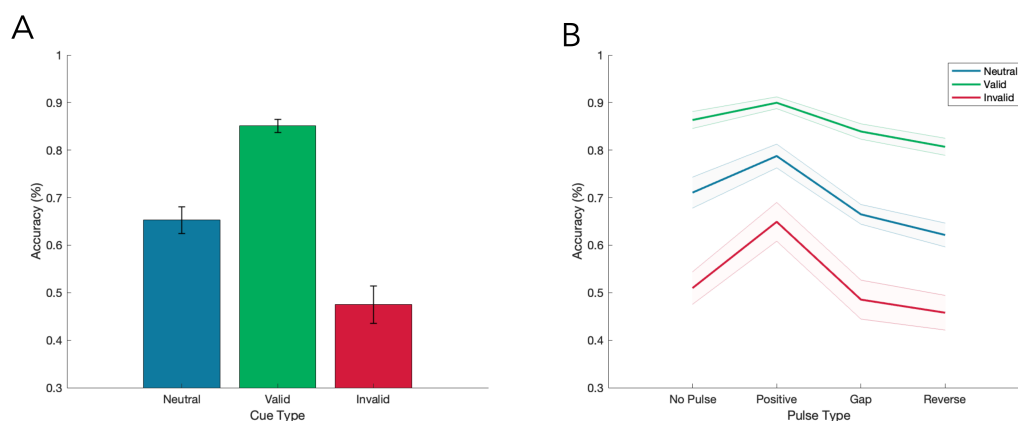 A
1
0.9
0.8
0.7
0.6
0.5
0.4
0.3
Accuracy (%)
Neutral
Valid
Invalid
Cue Type
B
1
0.9
0.8
0.7
0.6
0.5
0.4
0.3
Accuracy (%)
Neutral
Valid
Invalid
No Pulse
Positive
Gap
Reverse
Pulse Type